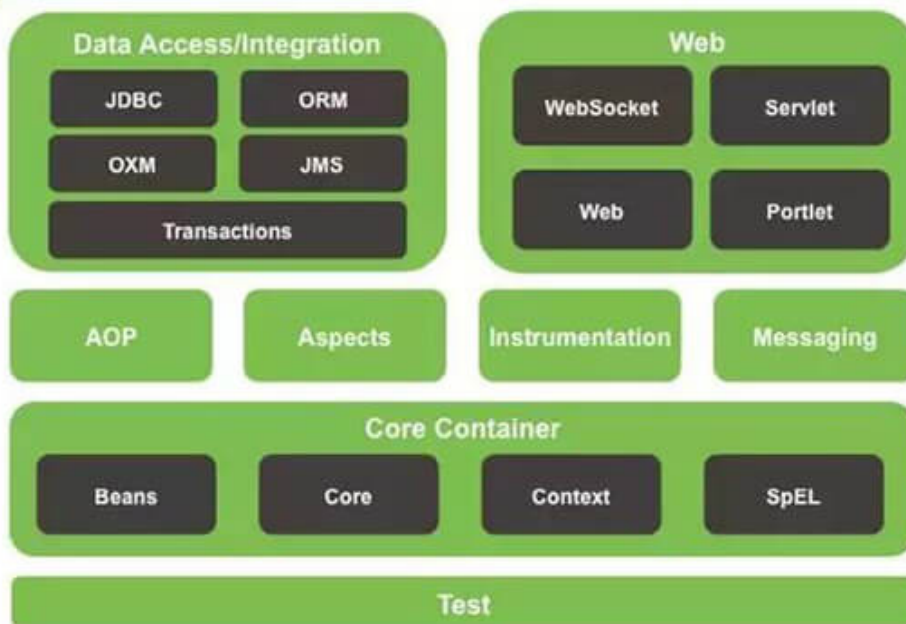 Data Access/Integration
JDBC
ORM
OXM
JMS
Transactions
Web
WebSocket
Servlet
Web
Portlet
AOP
Aspects
Instrumentation
Messaging
Core Container
Beans
Core
Context
SpEL
Test